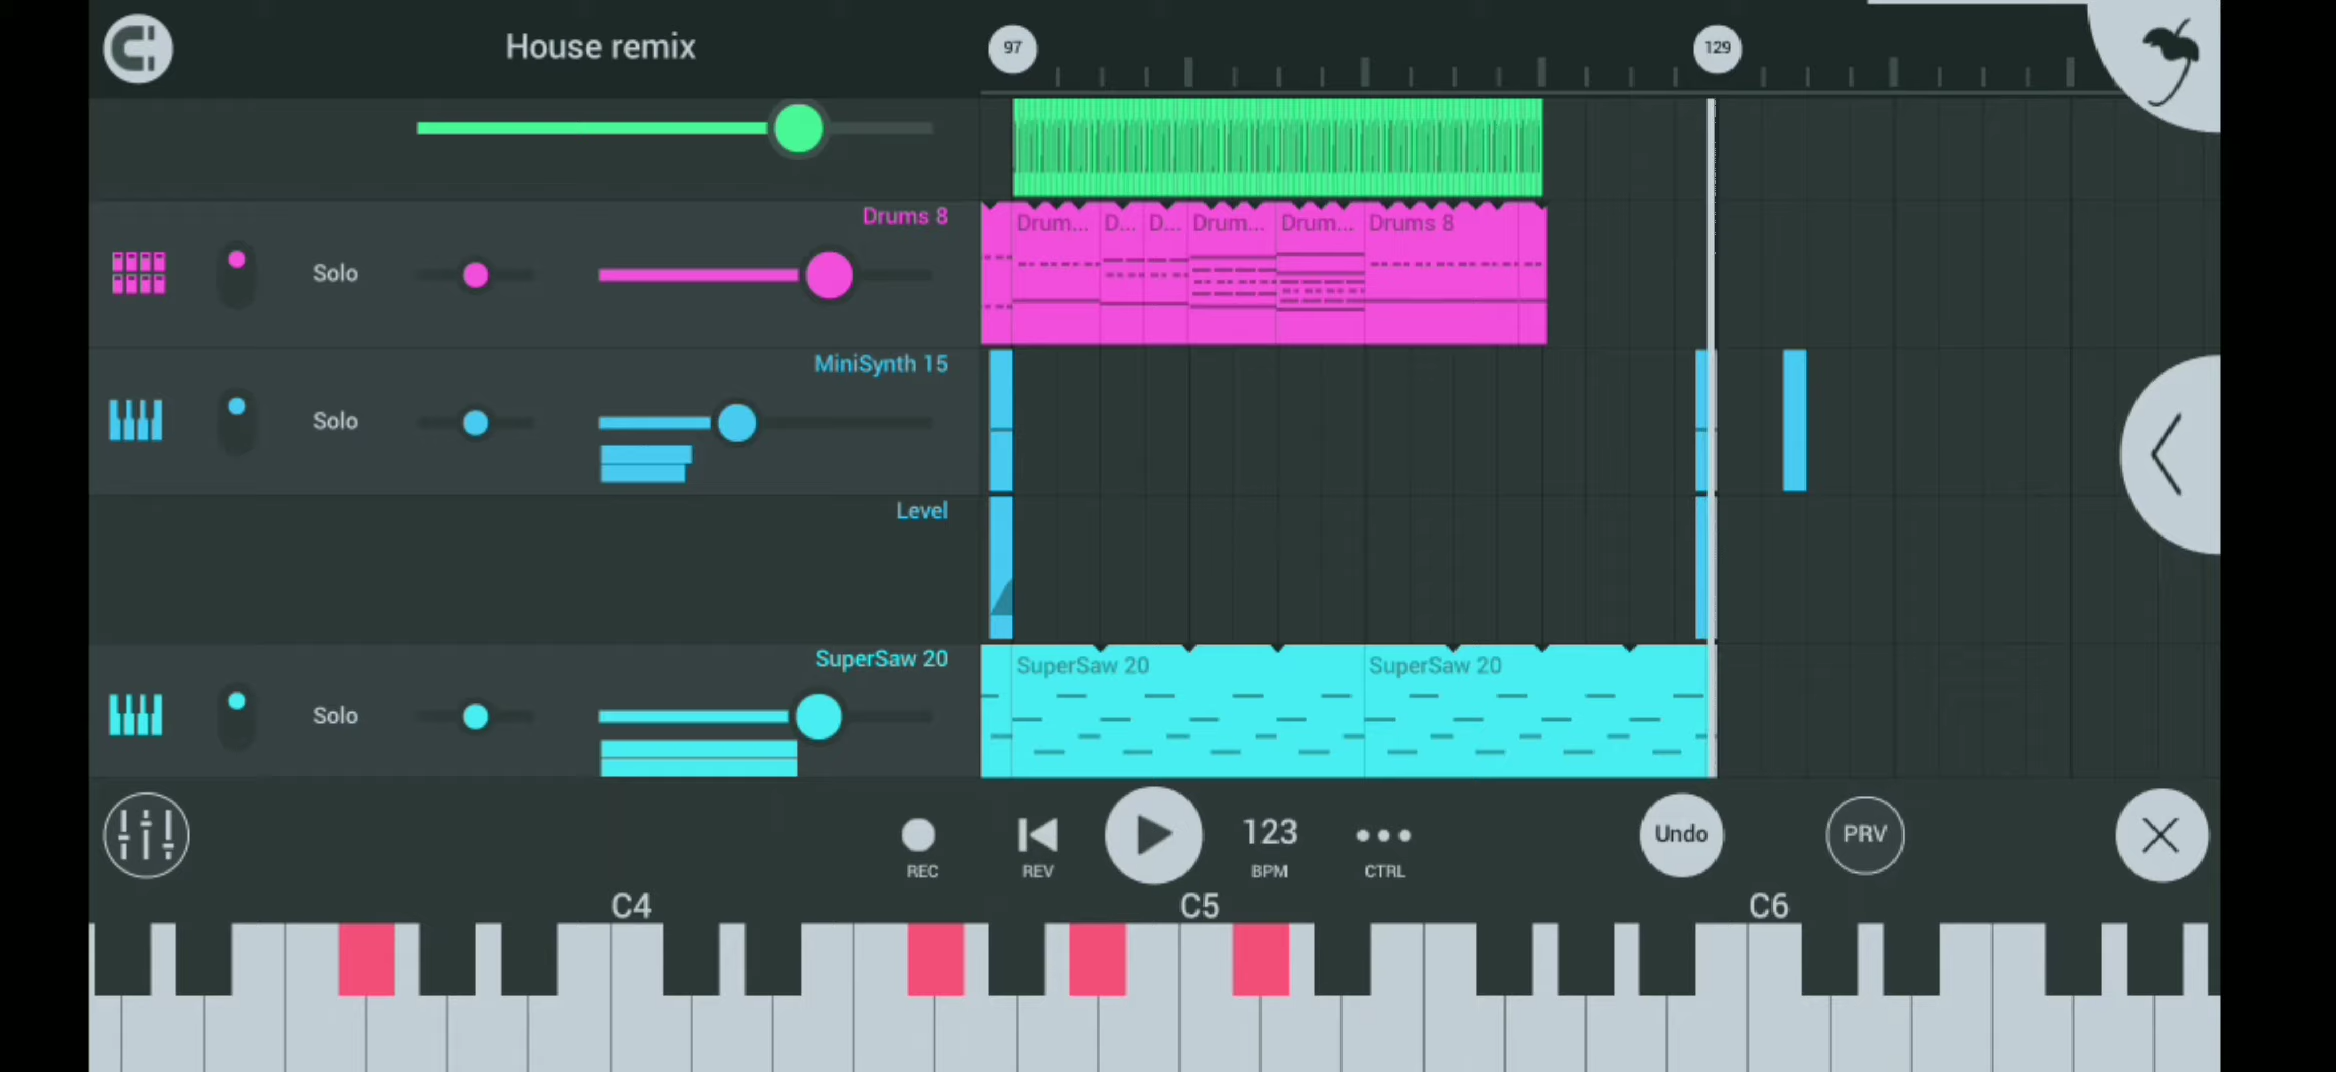 House remix
97
129
Drums 8
Drum... D... D... Drum... Drum... Drums 8
Solo
MiniSynth 15
Solo
Level
SuperSaw 20
SuperSaw 20 SuperSaw 20
Solo
123
Undo
PRV
REC REV BPM CTRL
C4 C5 C6